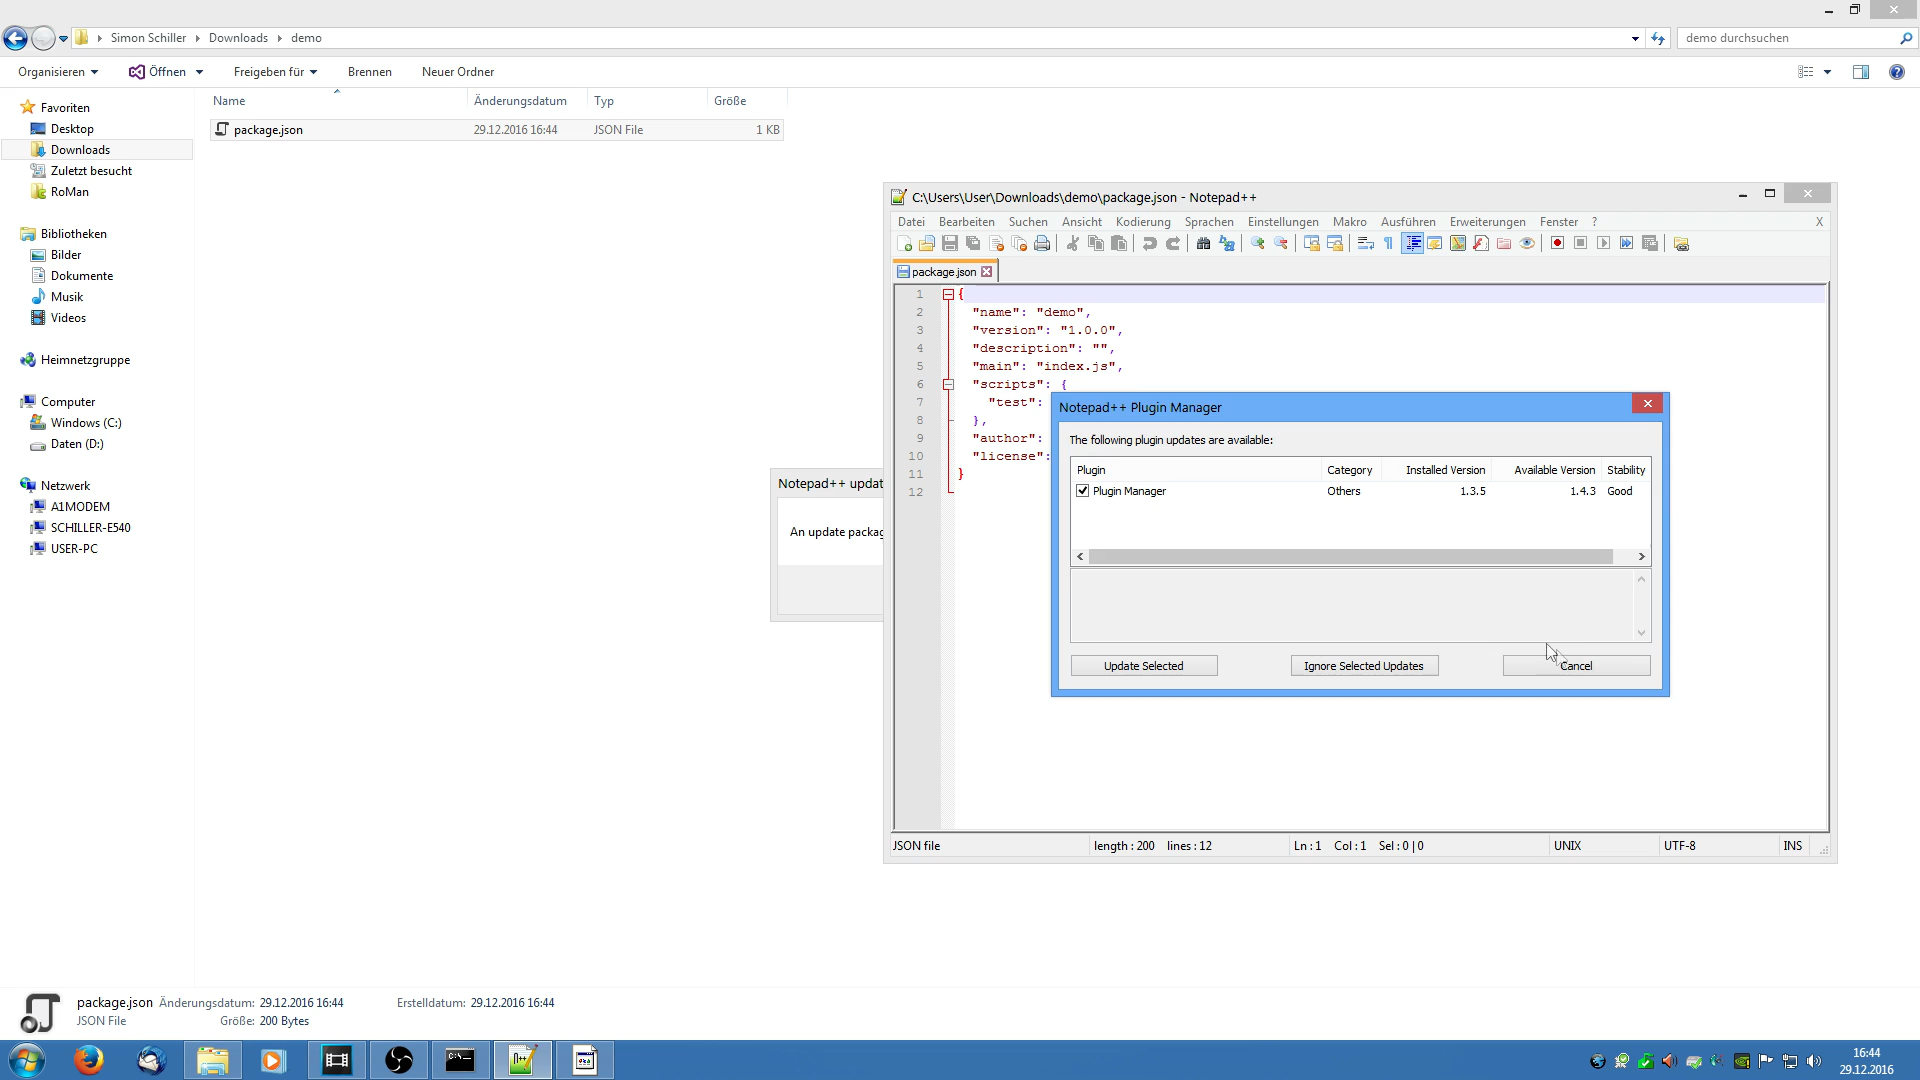 Simon Schiller Downloads demo
demo durchsuchen
Organisieren Öffnen Freigeben für Brennen Neuer Ordner
Name Änderungsdatum Typ Größe
package.json 29.12.2016 16:44 JSON File 1 KB
Favoriten
Desktop
Downloads
Zuletzt besucht
RoMan
Bibliotheken
Bilder
Dokumente
Musik
Videos
Heimnetzgruppe
Computer
Windows (C:)
Daten (D:)
Netzwerk
A1MODEM
SCHILLER-E540
USER-PC
Notepad++ updat
An update packag
C:\Users\User\Downloads\demo\package.json - Notepad++
Datei Bearbeiten Suchen Ansicht Kodierung Sprachen Einstellungen Makro Ausführen Erweiterungen Fenster ? X
package.json
1 {
2 "name": "demo",
3 "version": "1.0.0",
4 "description": "",
5 "main": "index.js",
6 "scripts": {
7 "test":
8 },
9 "author":
10 "license":
11 }
12
Notepad++ Plugin Manager
The following plugin updates are available:
Plugin Category Installed Version Available Version Stability
Plugin Manager Others 1.3.5 1.4.3 Good
Update Selected Ignore Selected Updates Cancel
JSON file length : 200 lines : 12 Ln : 1 Col : 1 Sel : 0 | 0 UNIX UTF-8 INS
package.json Änderungsdatum: 29.12.2016 16:44 Erstelldatum: 29.12.2016 16:44
JSON File Größe: 200 Bytes
16:44
29.12.2016